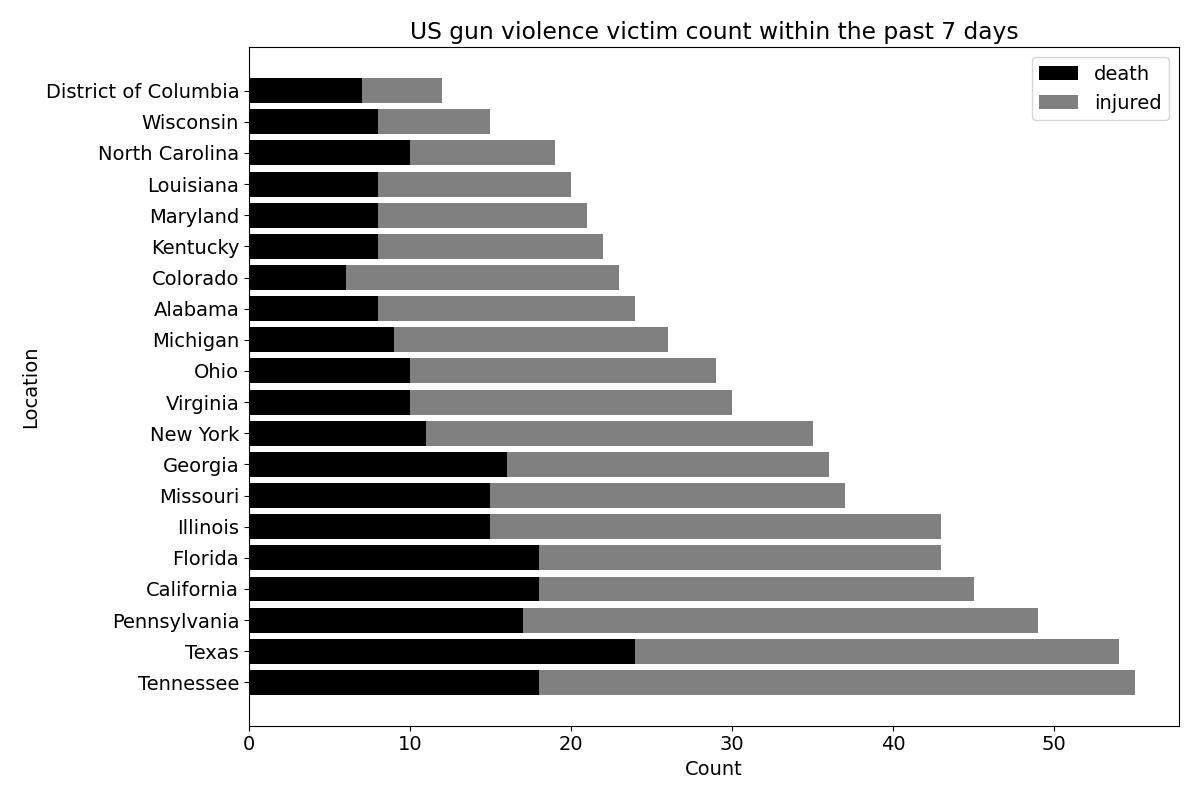 US gun violence victim count within the past 7 days
death
injured
District of Columbia
Wisconsin
North Carolina
Louisiana
Maryland
Kentucky
Colorado
Alabama
Michigan
Ohio
Virginia
New York
Georgia
Missouri
Illinois
Florida
California
Pennsylvania
Texas
Tennessee
Location
0 10 20 30 40 50
Count